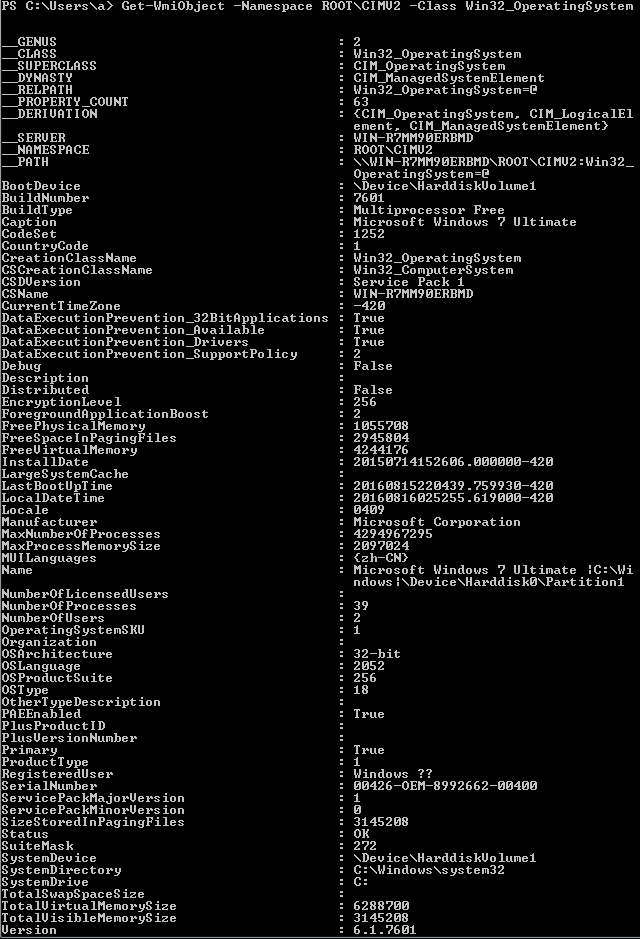 PS C:\Users\a> Get-WmiObject -Namespace ROOT\CIMV2 -Class Win32_OperatingSystem
__GENUS : 2
__CLASS : Win32_OperatingSystem
__SUPERCLASS : CIM_OperatingSystem
__DYNASTY : CIM_ManagedSystemElement
__RELPATH : Win32_OperatingSystem=@
__PROPERTY_COUNT : 63
__DERIVATION : {CIM_OperatingSystem, CIM_LogicalEl
ement, CIM_ManagedSystemElement}
__SERVER : WIN-R7MM90ERBMD
__NAMESPACE : ROOT\CIMV2
__PATH : \\WIN-R7MM90ERBMD\ROOT\CIMV2:Win32_
OperatingSystem=@
BootDevice : \Device\HarddiskVolume1
BuildNumber : 7601
BuildType : Multiprocessor Free
Caption : Microsoft Windows 7 Ultimate
CodeSet : 1252
CountryCode : 1
CreationClassName : Win32_OperatingSystem
CSCreationClassName : Win32_ComputerSystem
CSDVersion : Service Pack 1
CSName : WIN-R7MM90ERBMD
CurrentTimeZone : -420
DataExecutionPrevention_32BitApplications : True
DataExecutionPrevention_Available : True
DataExecutionPrevention_Drivers : True
DataExecutionPrevention_SupportPolicy : 2
Debug : False
Description :
Distributed : False
EncryptionLevel : 256
ForegroundApplicationBoost : 2
FreePhysicalMemory : 1055708
FreeSpaceInPagingFiles : 2945804
FreeVirtualMemory : 4244176
InstallDate : 20150714152606.000000-420
LargeSystemCache :
LastBootUpTime : 20160815220439.759930-420
LocalDateTime : 20160816025255.619000-420
Locale : 0409
Manufacturer : Microsoft Corporation
MaxNumberOfProcesses : 4294967295
MaxProcessMemorySize : 2097024
MUILanguages : {zh-CN}
Name : Microsoft Windows 7 Ultimate |C:\Wi
ndows|\Device\Harddisk0\Partition1
NumberOfLicensedUsers :
NumberOfProcesses : 39
NumberOfUsers : 2
OperatingSystemSKU : 1
Organization :
OSArchitecture : 32-bit
OSLanguage : 2052
OSProductSuite : 256
OSType : 18
OtherTypeDescription :
PAEEnabled : True
PlusProductID :
PlusVersionNumber :
Primary : True
ProductType : 1
RegisteredUser : Windows ??
SerialNumber : 00426-OEM-8992662-00400
ServicePackMajorVersion : 1
ServicePackMinorVersion : 0
SizeStoredInPagingFiles : 3145208
Status : OK
SuiteMask : 272
SystemDevice : \Device\HarddiskVolume1
SystemDirectory : C:\Windows\system32
SystemDrive : C:
TotalSwapSpaceSize :
TotalVirtualMemorySize : 6288700
TotalVisibleMemorySize : 3145208
Version : 6.1.7601